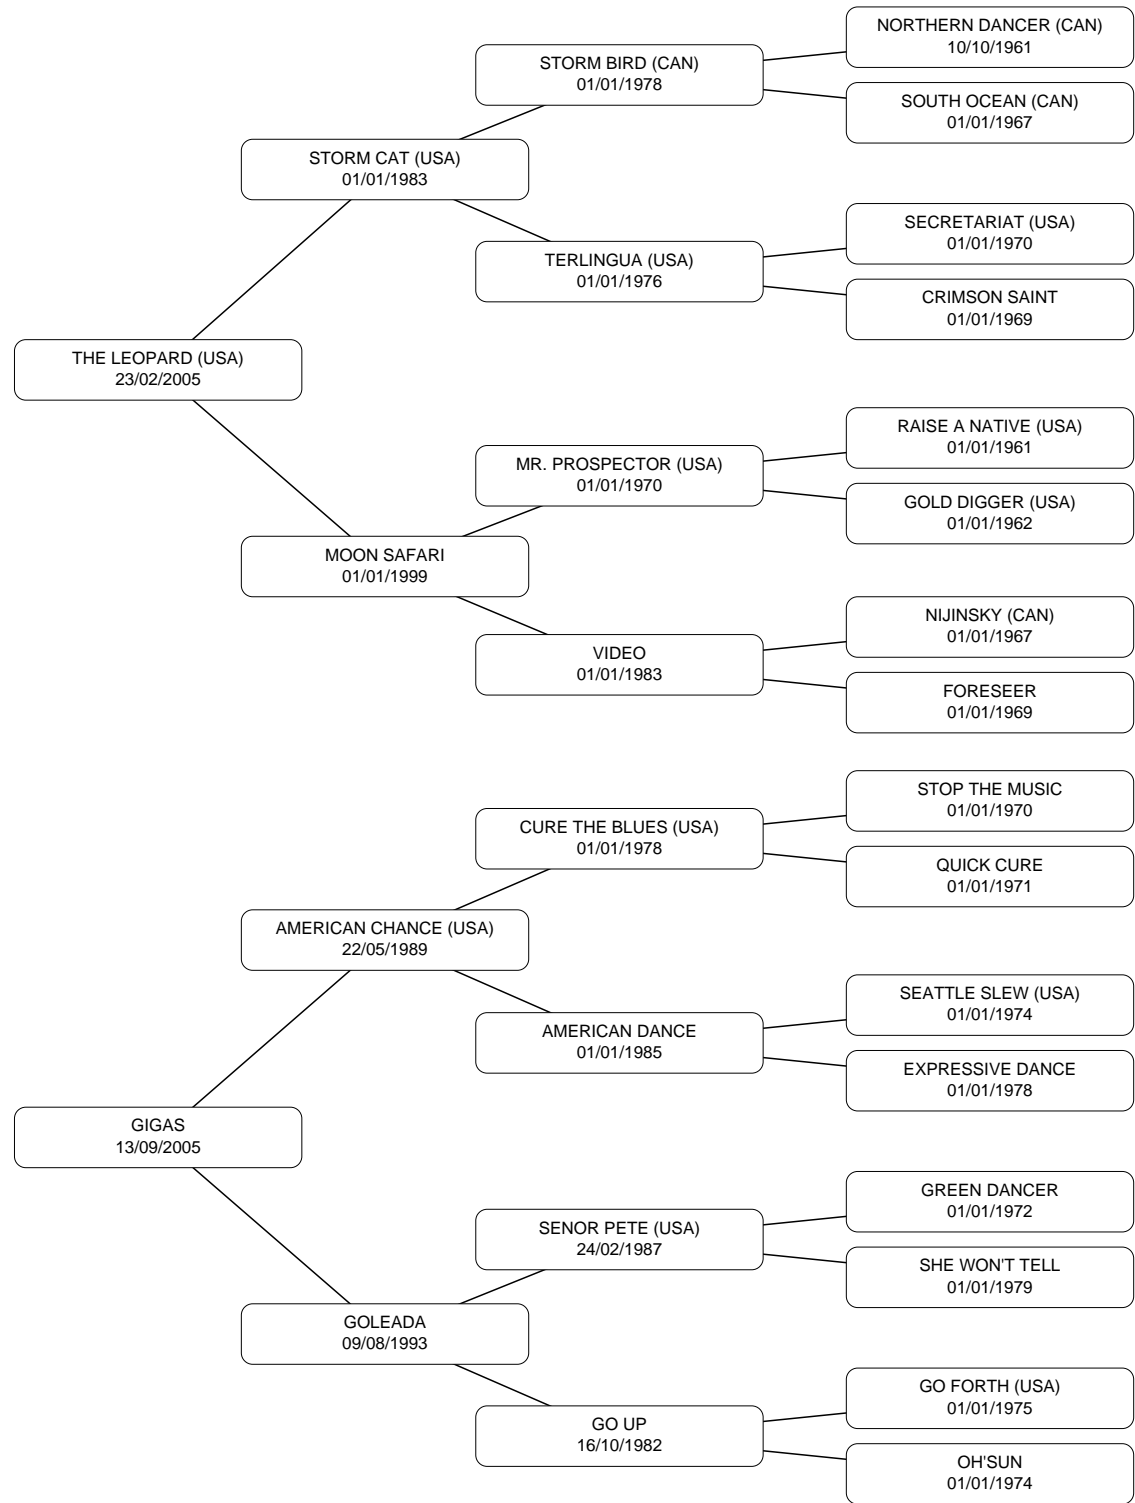 NORTHERN DANCER (CAN)
10/10/1961
STORM BIRD (CAN)
01/01/1978
SOUTH OCEAN (CAN)
01/01/1967
STORM CAT (USA)
01/01/1983
SECRETARIAT (USA)
01/01/1970
TERLINGUA (USA)
01/01/1976
CRIMSON SAINT
01/01/1969
THE LEOPARD (USA)
23/02/2005
RAISE A NATIVE (USA)
01/01/1961
MR. PROSPECTOR (USA)
01/01/1970
GOLD DIGGER (USA)
01/01/1962
MOON SAFARI
01/01/1999
NIJINSKY (CAN)
01/01/1967
VIDEO
01/01/1983
FORESEER
01/01/1969
STOP THE MUSIC
01/01/1970
CURE THE BLUES (USA)
01/01/1978
QUICK CURE
01/01/1971
AMERICAN CHANCE (USA)
22/05/1989
SEATTLE SLEW (USA)
01/01/1974
AMERICAN DANCE
01/01/1985
EXPRESSIVE DANCE
01/01/1978
GIGAS
13/09/2005
GREEN DANCER
01/01/1972
SENOR PETE (USA)
24/02/1987
SHE WON'T TELL
01/01/1979
GOLEADA
09/08/1993
GO FORTH (USA)
01/01/1975
GO UP
16/10/1982
OH'SUN
01/01/1974